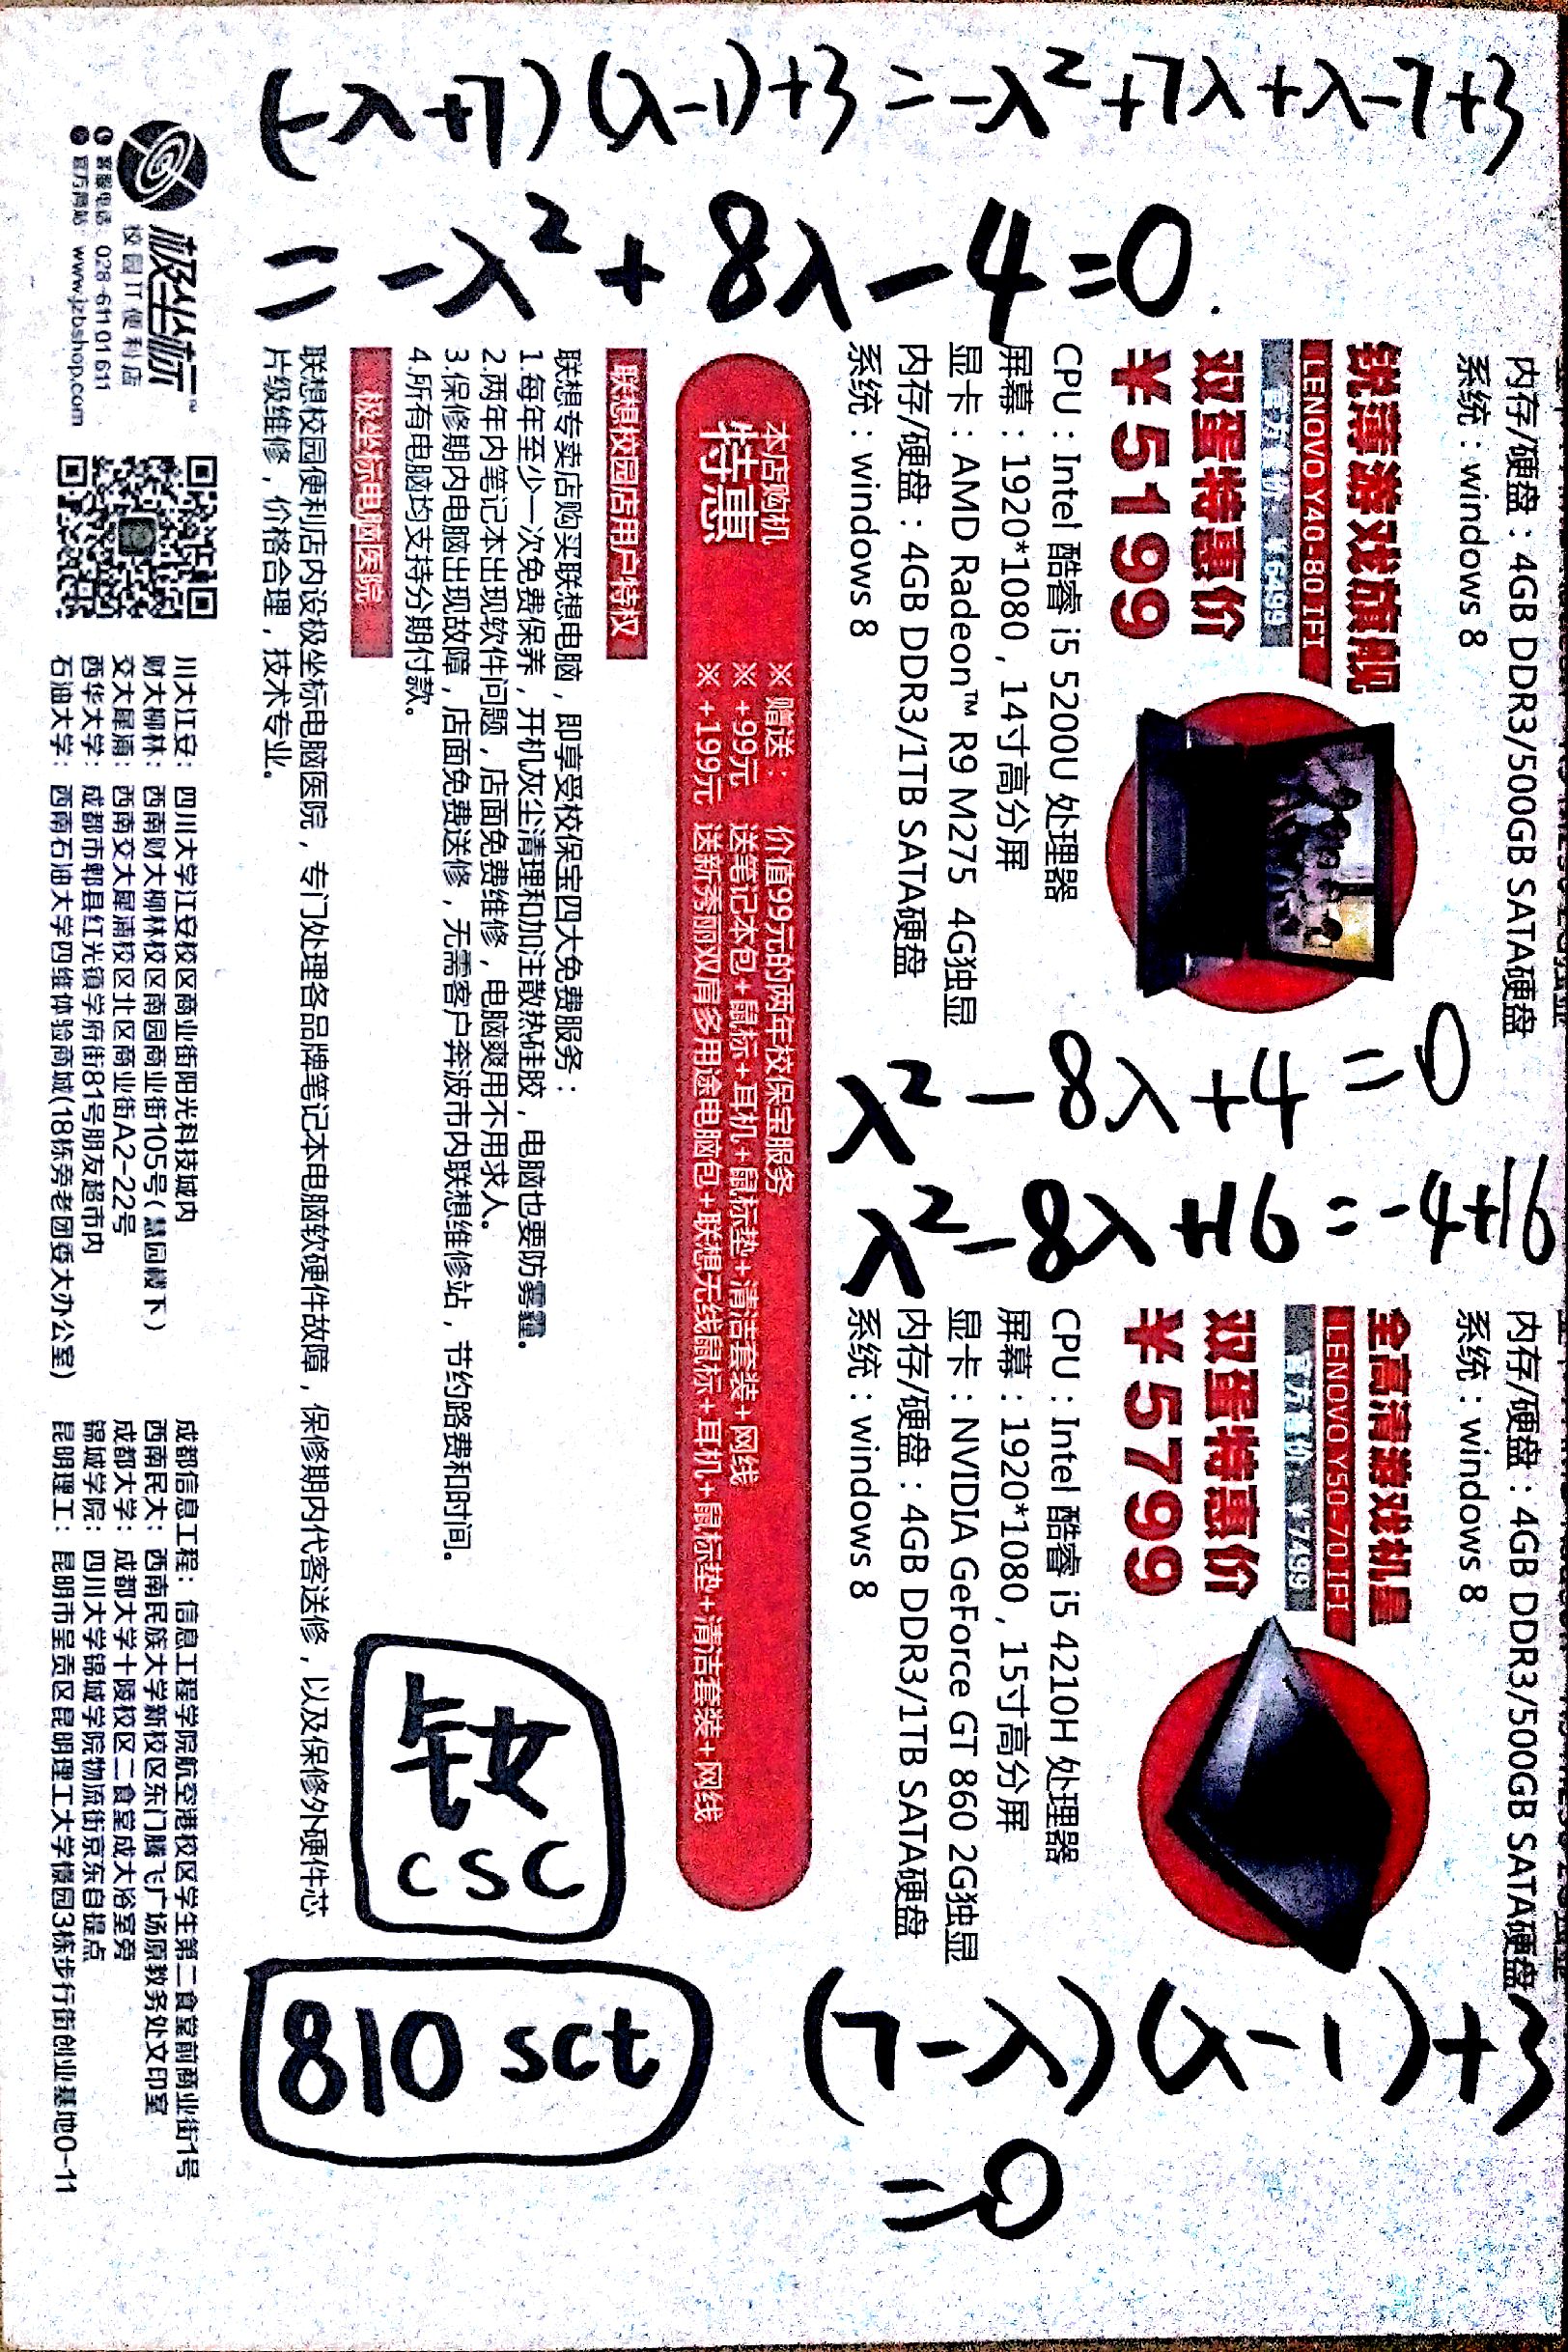 (-λ+7)(λ-1)+3=-λ²+7λ+λ-7+3
=-λ²+8λ-4=0.
λ²-8λ+4=0
λ²-8λ+16=-4+16
(7-λ)(λ-1)+3
=0
CSC
810 sct
内存/硬盘：4GB DDR3/500GB SATA硬盘
系统：windows 8
锐薄游戏旗舰
LENOVO Y40-80 IFI
双蛋特惠价
￥5199
CPU：Intel 酷睿 i5 5200U 处理器
屏幕：1920*1080，14寸高分屏
显卡：AMD Radeon™ R9 M275 4G独显
内存/硬盘：4GB DDR3/1TB SATA硬盘
系统：windows 8
内存/硬盘：4GB DDR3/500GB SATA硬盘
系统：windows 8
全高清游戏机皇
LENOVO Y50-70 IFI
官方售价：￥7499
双蛋特惠价
￥5799
CPU：Intel 酷睿 i5 4210H 处理器
屏幕：1920*1080，15寸高分屏
显卡：NVIDIA GeForce GT 860 2G独显
内存/硬盘：4GB DDR3/1TB SATA硬盘
系统：windows 8
本店购机
特惠
※ 赠送：价值99元的两年校保宝服务
※ +99元 送笔记本包+鼠标+耳机+鼠标垫+清洁套装+网线
※ +199元 送新秀丽双肩多用途电脑包+联想无线鼠标+耳机+鼠标垫+清洁套装+网线
联想校园店用户特权
联想专卖店购买联想电脑，即享受校保宝四大免费服务：
1.每年至少一次免费保养，开机灰尘清理和加注散热硅胶，电脑也要防雾霾。
2.两年内笔记本出现软件问题，店面免费维修，电脑爽用不用求人。
3.保修期内电脑出现故障，店面免费送修，无需客户奔波市内联想维修站，节约路费和时间。
4.所有电脑均支持分期付款。
极坐标电脑医院
联想校园便利店内设极坐标电脑医院，专门处理各品牌笔记本电脑软硬件故障，保修期内代客送修，以及保修外硬件芯
片级维修，价格合理，技术专业。
极坐标™
校园IT便利店
客服电话：028-61101611
官方网站：www.jzbshop.com
川大江安：四川大学江安校区商业街阳光科技城内
财大柳林：西南财大柳林校区南园商业街105号(慧园楼下)
交大犀浦：西南交大犀浦校区北区商业街A2-22号
西华大学：成都市郫县红光镇学府街81号朋友超市内
石油大学：西南石油大学四维体验商城(18栋旁老团委大办公室)
成都信息工程：信息工程学院航空港校区学生第二食堂前商业街1号
西南民大：西南民族大学新校区东门腾飞广场原教务处文印室
成都大学：成都大学十陵校区二食堂成大浴室旁
锦城学院：四川大学锦城学院物流街京东自提点
昆明理工：昆明市呈贡区昆明理工大学憬园3栋步行街创业基地0-11